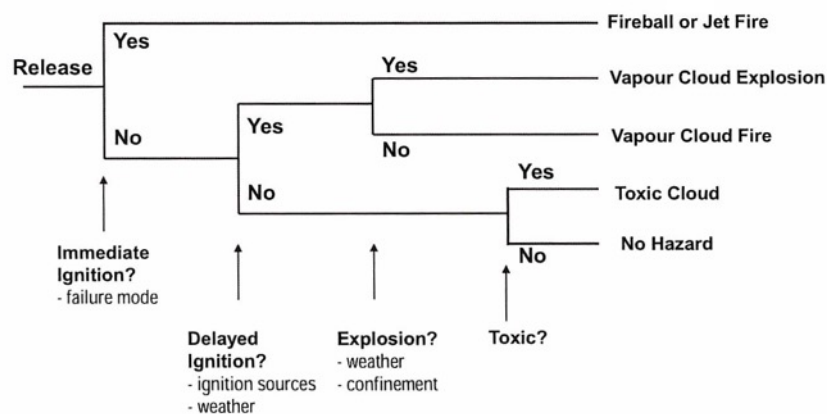 Release
Yes
No
Yes
No
Yes
No
Yes
No
Fireball or Jet Fire
Vapour Cloud Explosion
Vapour Cloud Fire
Toxic Cloud
No Hazard
Immediate
Ignition?
- failure mode
Delayed
Ignition?
- ignition sources
- weather
Explosion?
- weather
- confinement
Toxic?